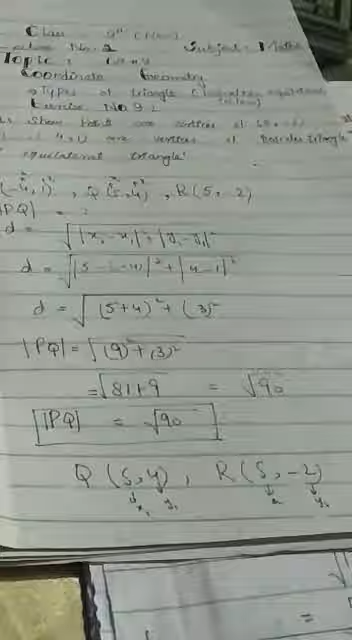 Class 9th
No. 2 Subject: Maths
Topic:
Coordinate Geometry
Types of triangle
Exercise No 9.2
Show that are vertices of
are vertices of triangle
equilateral triangle
(-4,1), Q(5,4), R(5,-2)
|PQ| = ?
d = √|x₂-x₁|²+|y₂-y₁|²
d = √|5-(-4)|²+|4-1|²
d = √(5+4)²+(3)²
|PQ| = √(9)²+(3)²
= √81+9 = √90
|PQ| = √90
Q (5,4), R(5,-2)
x₁ y₁
=